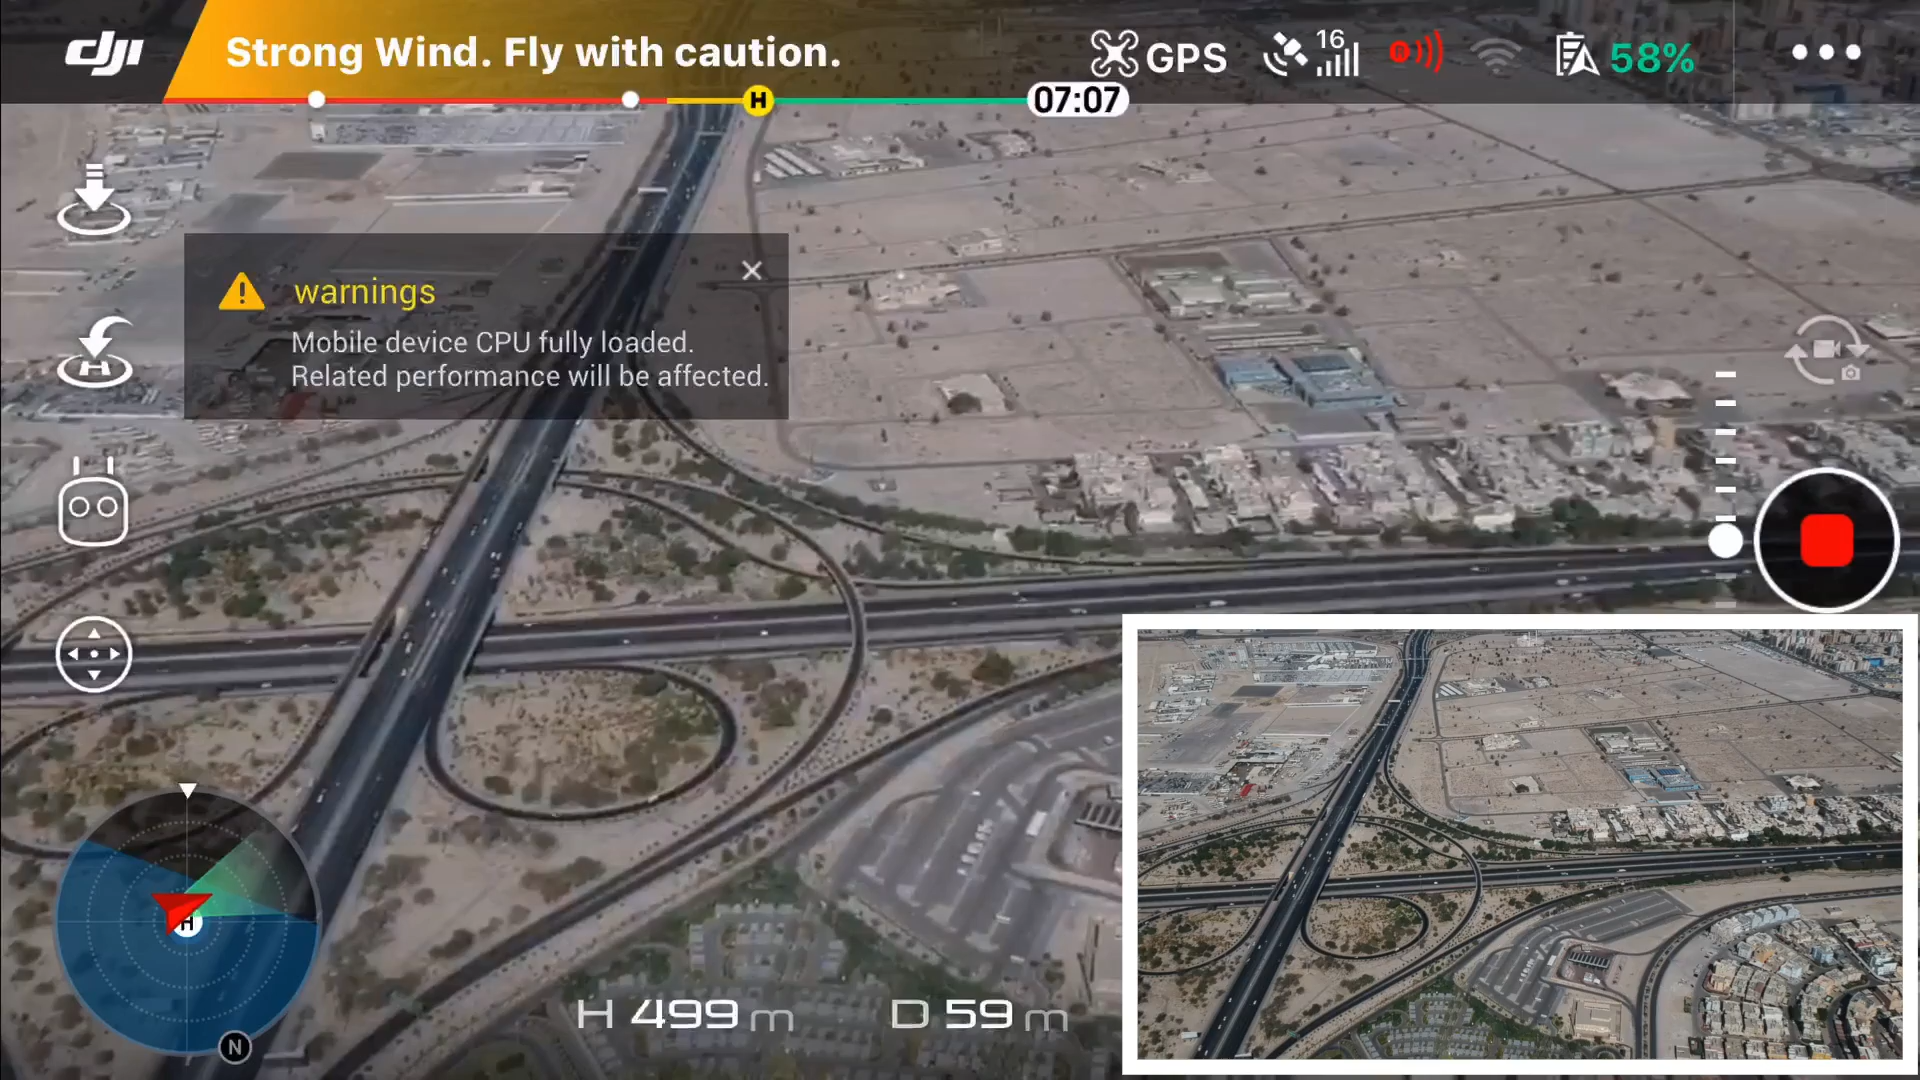 dji
Strong Wind. Fly with caution.
GPS
16
58%
H
07:07
warnings
Mobile device CPU fully loaded.
Related performance will be affected.
H
H
N
H 499 m
D 59 m